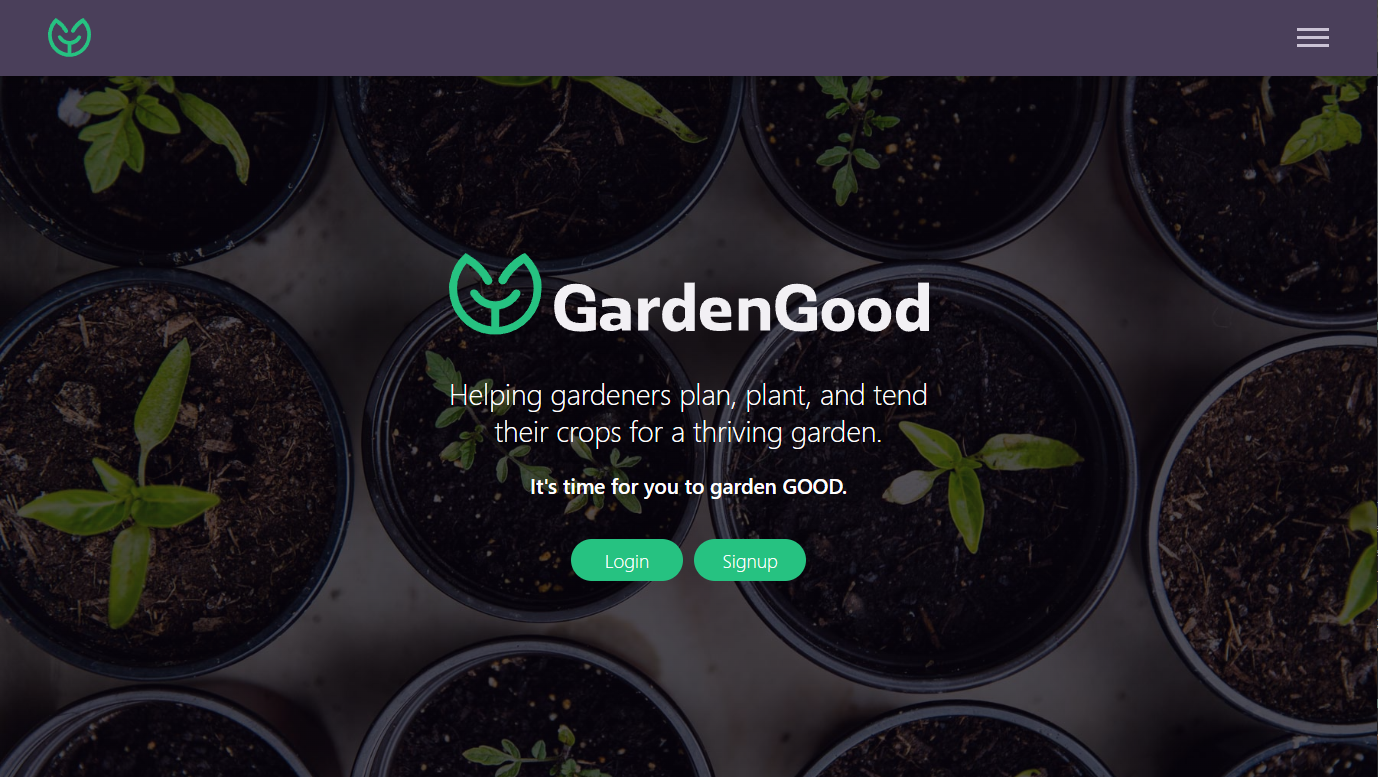 GardenGood
Helping gardeners plan, plant, and tend
their crops for a thriving garden.
It's time for you to garden GOOD.
Login Signup